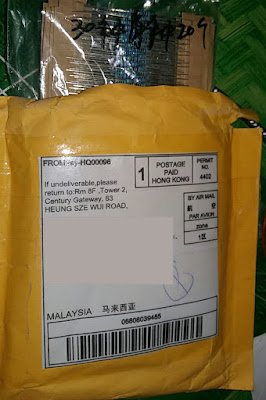 FROM:
HQ00096
If undeliverable,please
return to:Rm 8F ,Tower 2,
Century Gateway, 83
HEUNG SZE WUI ROAD,
1
POSTAGE
PAID
HONG KONG
PERMIT
NO.
4402
BY AIR MAIL
航 空
PAR AVION
zone
MALAYSIA 马来西亚
06608039485